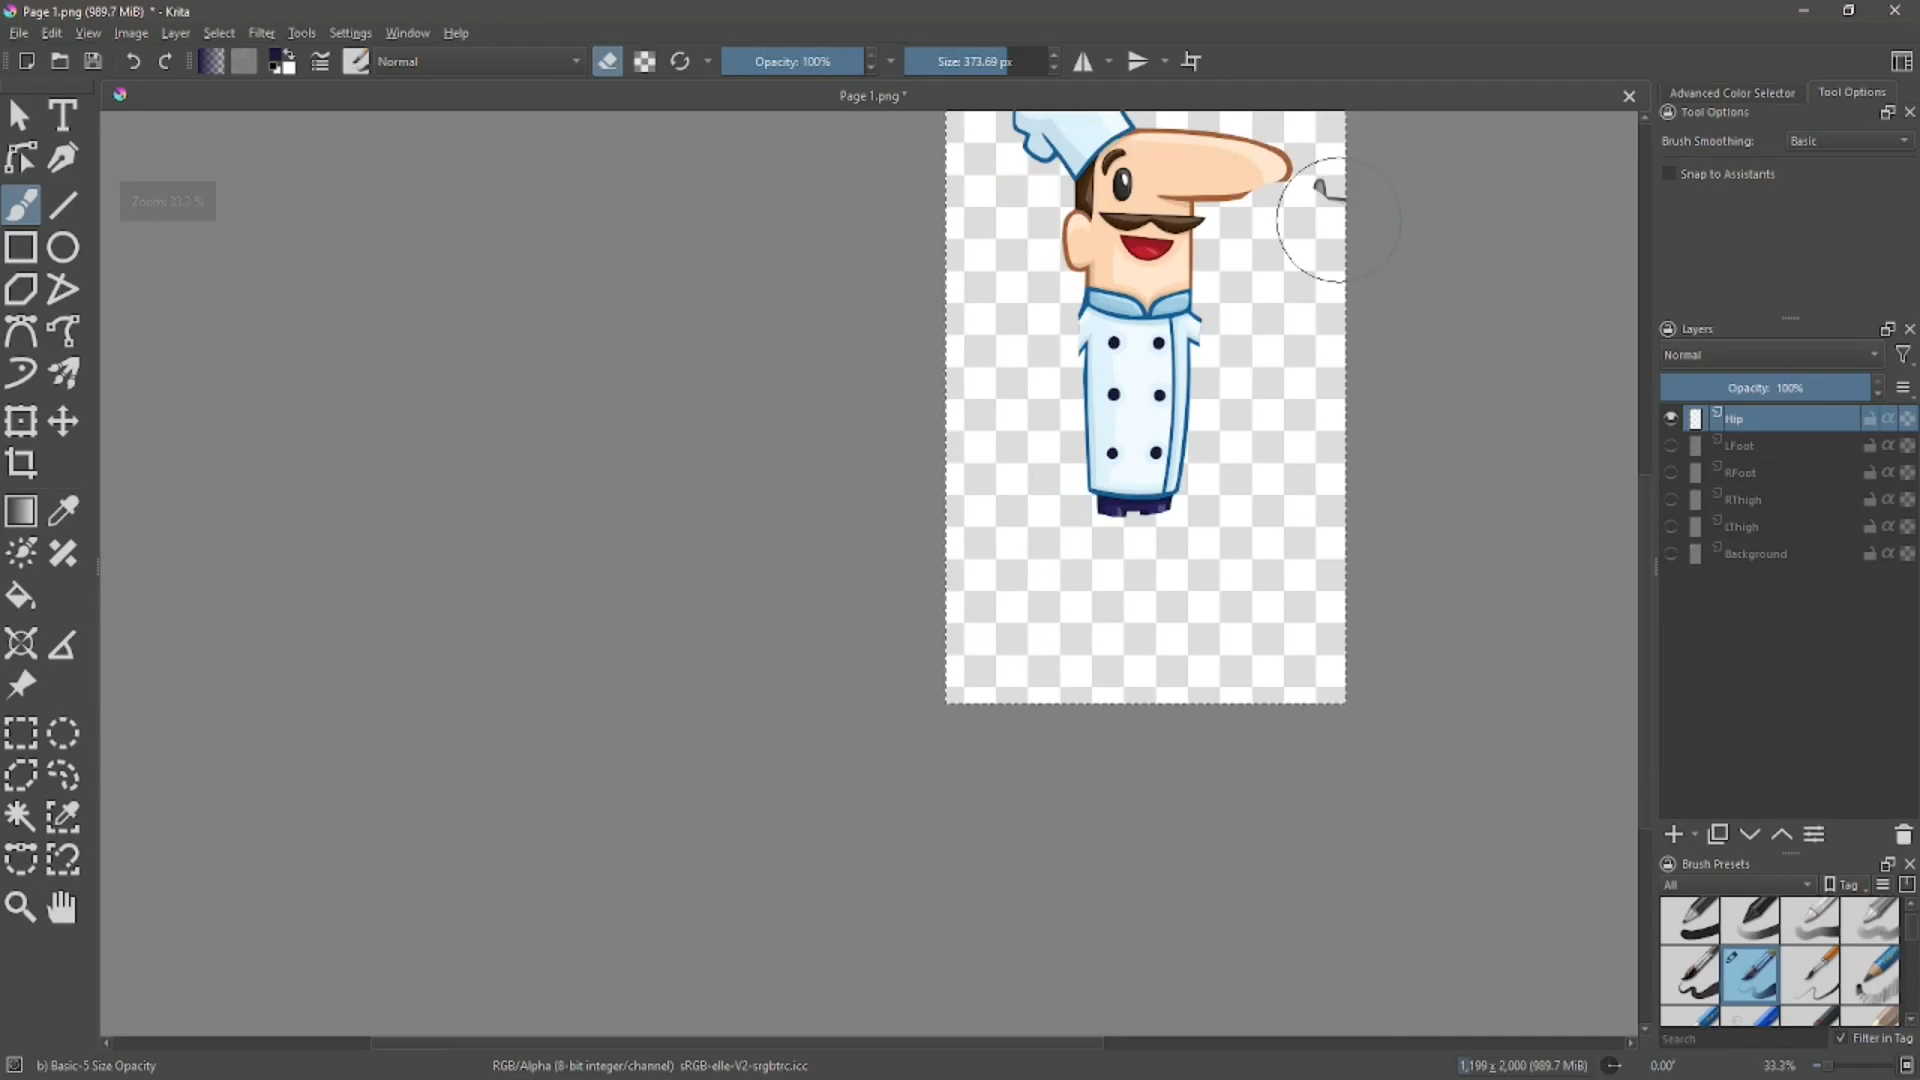 Page 1.png (989.7 MiB) * - Krita
File Edit View Image Layer Select Filter Tools Settings Window Help
Normal
Opacity: 100%
Size: 373.69 px
Page 1.png *
Advanced Color Selector
Tool Options
Tool Options
Brush Smoothing:
Basic
Snap to Assistants
Zoom: 33.3 %
Layers
Normal
Opacity: 100%
Hip
LFoot
RFoot
RThigh
LThigh
Background
Brush Presets
All
Tag
Search
Filter in Tag
b) Basic-5 Size Opacity
RGB/Alpha (8-bit integer/channel) sRGB-elle-V2-srgbtrc.icc
1,199 x 2,000 (989.7 MiB)
0.00°
33.3%